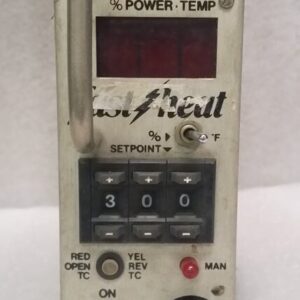 % POWER·TEMP
fast heat
% ▶ °F
SETPOINT ▼
+ + +
3 0 0
- - -
RED YEL
OPEN REV MAN
TC TC
ON